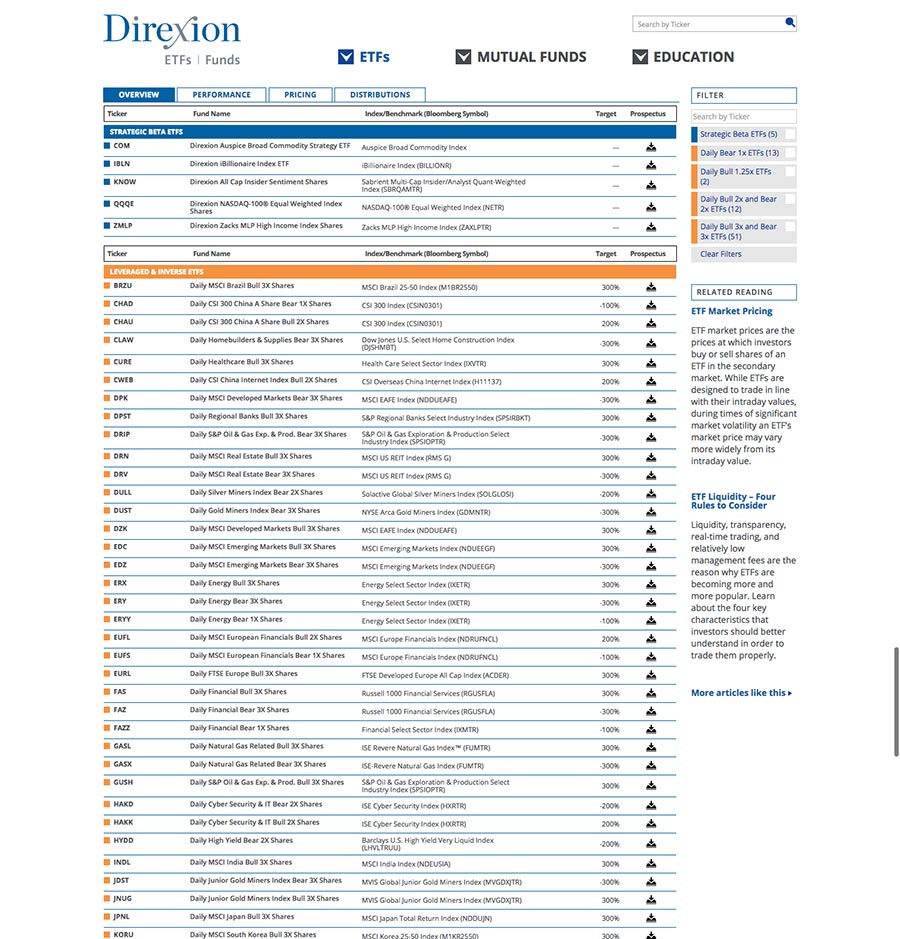 Direxion
ETFs | Funds
Search by Ticker
ETFs MUTUAL FUNDS EDUCATION
OVERVIEW PERFORMANCE PRICING DISTRIBUTIONS
Ticker Fund Name Index/Benchmark (Bloomberg Symbol) Target Prospectus
STRATEGIC BETA ETFS
COM Direxion Auspice Broad Commodity Strategy ETF Auspice Broad Commodity Index —
IBLN Direxion iBillionaire Index ETF iBillionaire Index (BILLIONR) —
KNOW Direxion All Cap Insider Sentiment Shares Sabrient Multi-Cap Insider/Analyst Quant-Weighted —
Index (SBRQAMTR)
QQQE Direxion NASDAQ-100® Equal Weighted Index NASDAQ-100® Equal Weighted Index (NETR) —
Shares
ZMLP Direxion Zacks MLP High Income Index Shares Zacks MLP High Income Index (ZAXLPTR) —
Ticker Fund Name Index/Benchmark (Bloomberg Symbol) Target Prospectus
LEVERAGED & INVERSE ETFS
BRZU Daily MSCI Brazil Bull 3X Shares MSCI Brazil 25-50 Index (M1BR2550) 300%
CHAD Daily CSI 300 China A Share Bear 1X Shares CSI 300 Index (CSIN0301) -100%
CHAU Daily CSI 300 China A Share Bull 2X Shares CSI 300 Index (CSIN0301) 200%
CLAW Daily Homebuilders & Supplies Bear 3X Shares Dow Jones U.S. Select Home Construction Index -300%
(DJSHMBT)
CURE Daily Healthcare Bull 3X Shares Health Care Select Sector Index (IXVTR) 300%
CWEB Daily CSI China Internet Index Bull 2X Shares CSI Overseas China Internet Index (H11137) 200%
DPK Daily MSCI Developed Markets Bear 3X Shares MSCI EAFE Index (NDDUEAFE) -300%
DPST Daily Regional Banks Bull 3X Shares S&P Regional Banks Select Industry Index (SPSIRBKT) 300%
DRIP Daily S&P Oil & Gas Exp. & Prod. Bear 3X Shares S&P Oil & Gas Exploration & Production Select -300%
Industry Index (SPSIOPTR)
DRN Daily MSCI Real Estate Bull 3X Shares MSCI US REIT Index (RMS G) 300%
DRV Daily MSCI Real Estate Bear 3X Shares MSCI US REIT Index (RMS G) -300%
DULL Daily Silver Miners Index Bear 2X Shares Solactive Global Silver Miners Index (SOLGLOSI) -200%
DUST Daily Gold Miners Index Bear 3X Shares NYSE Arca Gold Miners Index (GDMNTR) -300%
DZK Daily MSCI Developed Markets Bull 3X Shares MSCI EAFE Index (NDDUEAFE) 300%
EDC Daily MSCI Emerging Markets Bull 3X Shares MSCI Emerging Markets Index (NDUEEGF) 300%
EDZ Daily MSCI Emerging Markets Bear 3X Shares MSCI Emerging Markets Index (NDUEEGF) -300%
ERX Daily Energy Bull 3X Shares Energy Select Sector Index (IXETR) 300%
ERY Daily Energy Bear 3X Shares Energy Select Sector Index (IXETR) -300%
ERYY Daily Energy Bear 1X Shares Energy Select Sector Index (IXETR) -100%
EUFL Daily MSCI European Financials Bull 2X Shares MSCI Europe Financials Index (NDRUFNCL) 200%
EUFS Daily MSCI European Financials Bear 1X Shares MSCI Europe Financials Index (NDRUFNCL) -100%
EURL Daily FTSE Europe Bull 3X Shares FTSE Developed Europe All Cap Index (ACDER) 300%
FAS Daily Financial Bull 3X Shares Russell 1000 Financial Services (RGUSFLA) 300%
FAZ Daily Financial Bear 3X Shares Russell 1000 Financial Services (RGUSFLA) -300%
FAZZ Daily Financial Bear 1X Shares Financial Select Sector Index (IXMTR) -100%
GASL Daily Natural Gas Related Bull 3X Shares ISE Revere Natural Gas Index™ (FUMTR) 300%
GASX Daily Natural Gas Related Bear 3X Shares ISE-Revere Natural Gas Index (FUMTR) -300%
GUSH Daily S&P Oil & Gas Exp. & Prod. Bull 3X Shares S&P Oil & Gas Exploration & Production Select 300%
Industry Index (SPSIOPTR)
HAKD Daily Cyber Security & IT Bear 2X Shares ISE Cyber Security Index (HXRTR) -200%
HAKK Daily Cyber Security & IT Bull 2X Shares ISE Cyber Security Index (HXRTR) 200%
HYDD Daily High Yield Bear 2X Shares Barclays U.S. High Yield Very Liquid Index -200%
(LHVLTRUU)
INDL Daily MSCI India Bull 3X Shares MSCI India Index (NDEUSIA) 300%
JDST Daily Junior Gold Miners Index Bear 3X Shares MVIS Global Junior Gold Miners Index (MVGDXJTR) -300%
JNUG Daily Junior Gold Miners Index Bull 3X Shares MVIS Global Junior Gold Miners Index (MVGDXJTR) 300%
JPNL Daily MSCI Japan Bull 3X Shares MSCI Japan Total Return Index (NDDUJN) 300%
KORU Daily MSCI South Korea Bull 3X Shares MSCI Korea 25-50 Index (M1KR2550) 300%
FILTER
Search by Ticker
Strategic Beta ETFs (5)
Daily Bear 1x ETFs (13)
Daily Bull 1.25x ETFs
(2)
Daily Bull 2x and Bear
2x ETFs (12)
Daily Bull 3x and Bear
3x ETFs (51)
Clear Filters
RELATED READING
ETF Market Pricing
ETF market prices are the
prices at which investors
buy or sell shares of an
ETF in the secondary
market. While ETFs are
designed to trade in line
with their intraday values,
during times of significant
market volatility an ETF's
market price may vary
more widely from its
intraday value.
ETF Liquidity – Four
Rules to Consider
Liquidity, transparency,
real-time trading, and
relatively low
management fees are the
reason why ETFs are
becoming more and
more popular. Learn
about the four key
characteristics that
investors should better
understand in order to
trade them properly.
More articles like this ▸